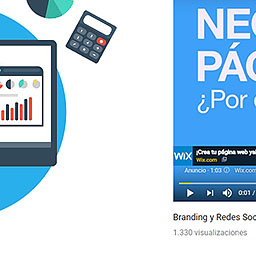 NEG
PÁG
¿Por
WIX
¡Crea tu página web ya!
Wix.com
Anuncio · 1:03
0:01 /
Branding y Redes Soc
1.330 visualizaciones